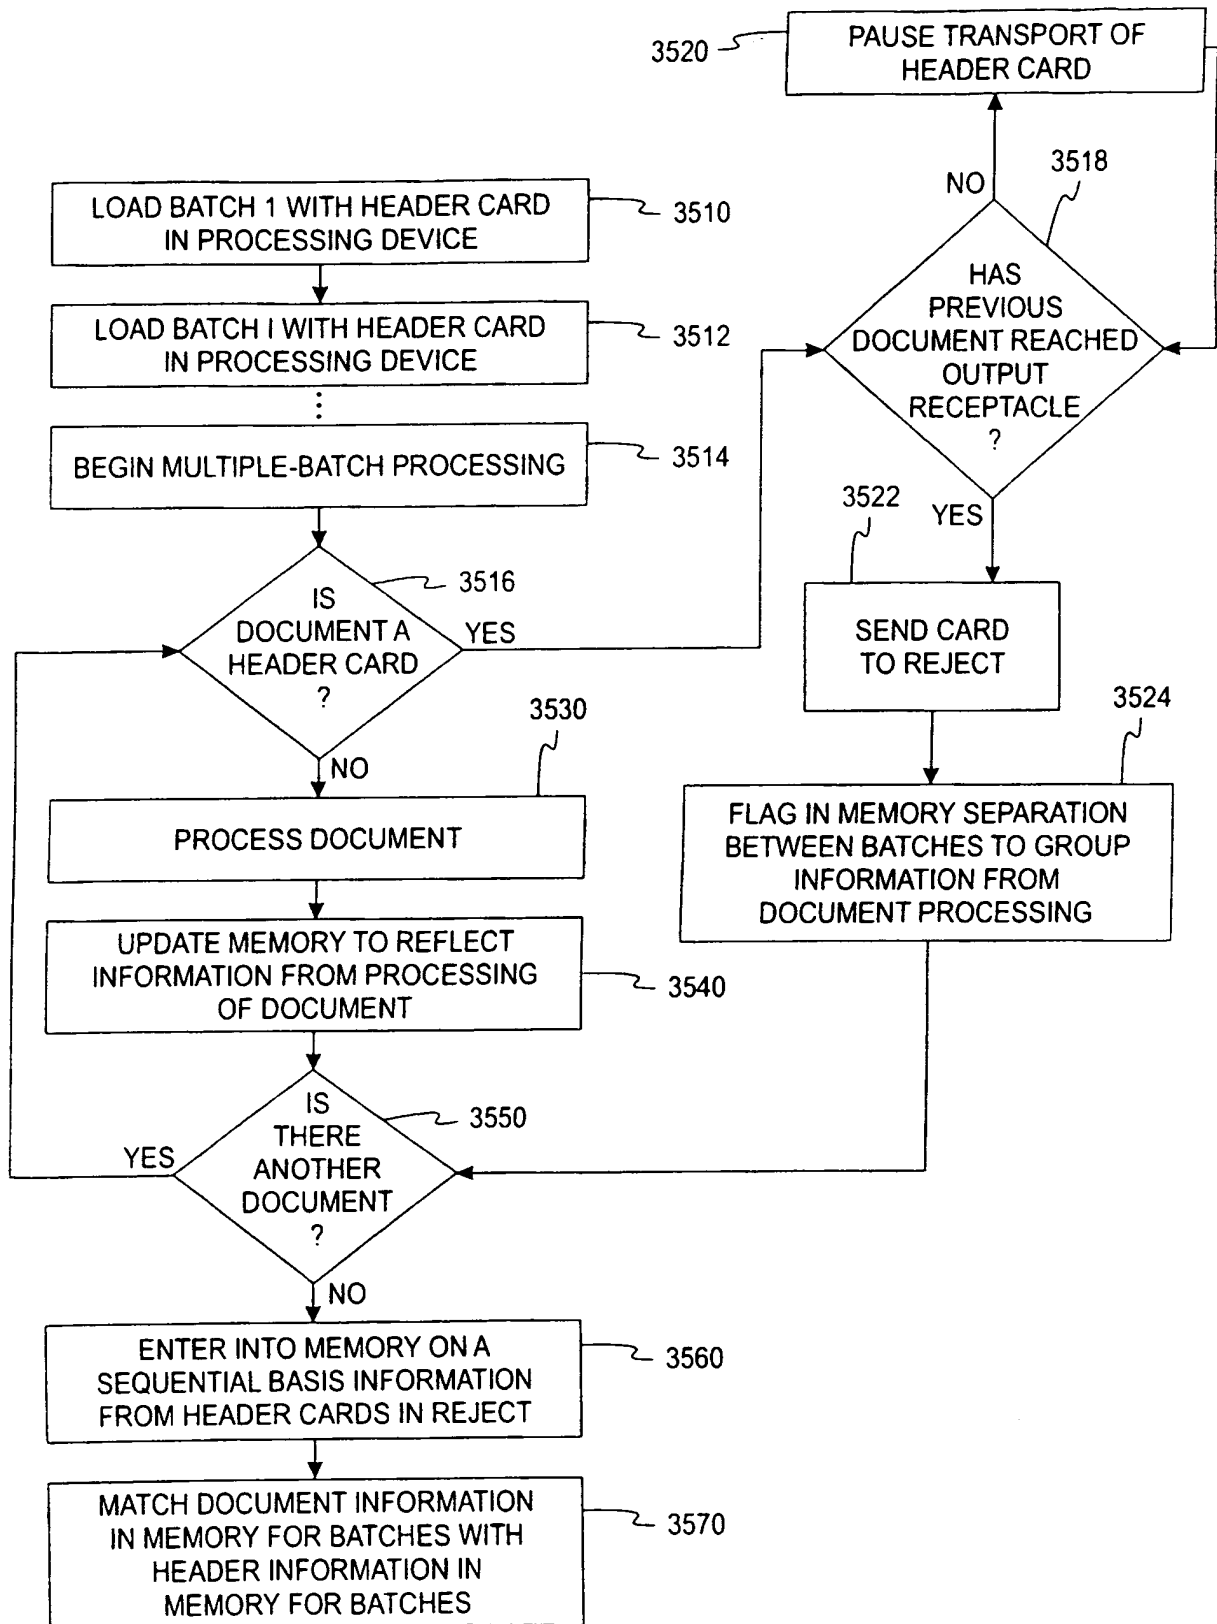 3520
PAUSE TRANSPORT OF
HEADER CARD
3518
NO
HAS
PREVIOUS
DOCUMENT REACHED
OUTPUT
RECEPTACLE
?
YES
LOAD BATCH 1 WITH HEADER CARD
IN PROCESSING DEVICE
3510
LOAD BATCH I WITH HEADER CARD
IN PROCESSING DEVICE
3512
BEGIN MULTIPLE-BATCH PROCESSING
3514
IS
DOCUMENT A
HEADER CARD
?
3516
YES
NO
3522
SEND CARD
TO REJECT
3524
FLAG IN MEMORY SEPARATION
BETWEEN BATCHES TO GROUP
INFORMATION FROM
DOCUMENT PROCESSING
3530
PROCESS DOCUMENT
UPDATE MEMORY TO REFLECT
INFORMATION FROM PROCESSING
OF DOCUMENT
3540
IS
THERE
ANOTHER
DOCUMENT
?
3550
YES
NO
ENTER INTO MEMORY ON A
SEQUENTIAL BASIS INFORMATION
FROM HEADER CARDS IN REJECT
3560
MATCH DOCUMENT INFORMATION
IN MEMORY FOR BATCHES WITH
HEADER INFORMATION IN
MEMORY FOR BATCHES
3570